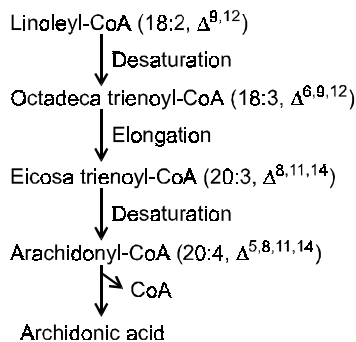 Linoleyl-CoA (18:2, Δ9,12)
Desaturation
Octadeca trienoyl-CoA (18:3, Δ6,9,12)
Elongation
Eicosa trienoyl-CoA (20:3, Δ8,11,14)
Desaturation
Arachidonyl-CoA (20:4, Δ5,8,11,14)
CoA
Archidonic acid